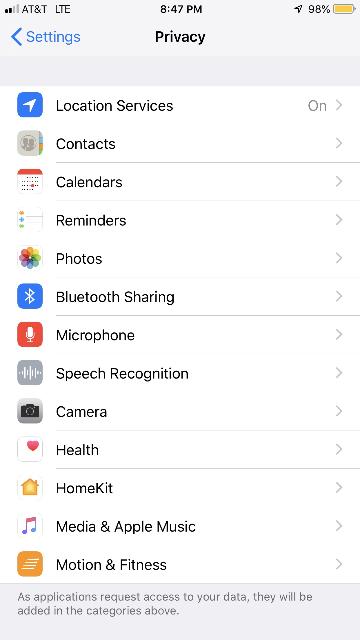 AT&T LTE 8:47 PM 98%
Settings Privacy
Location Services On
Contacts
Calendars
Reminders
Photos
Bluetooth Sharing
Microphone
Speech Recognition
Camera
Health
HomeKit
Media & Apple Music
Motion & Fitness
As applications request access to your data, they will be
added in the categories above.